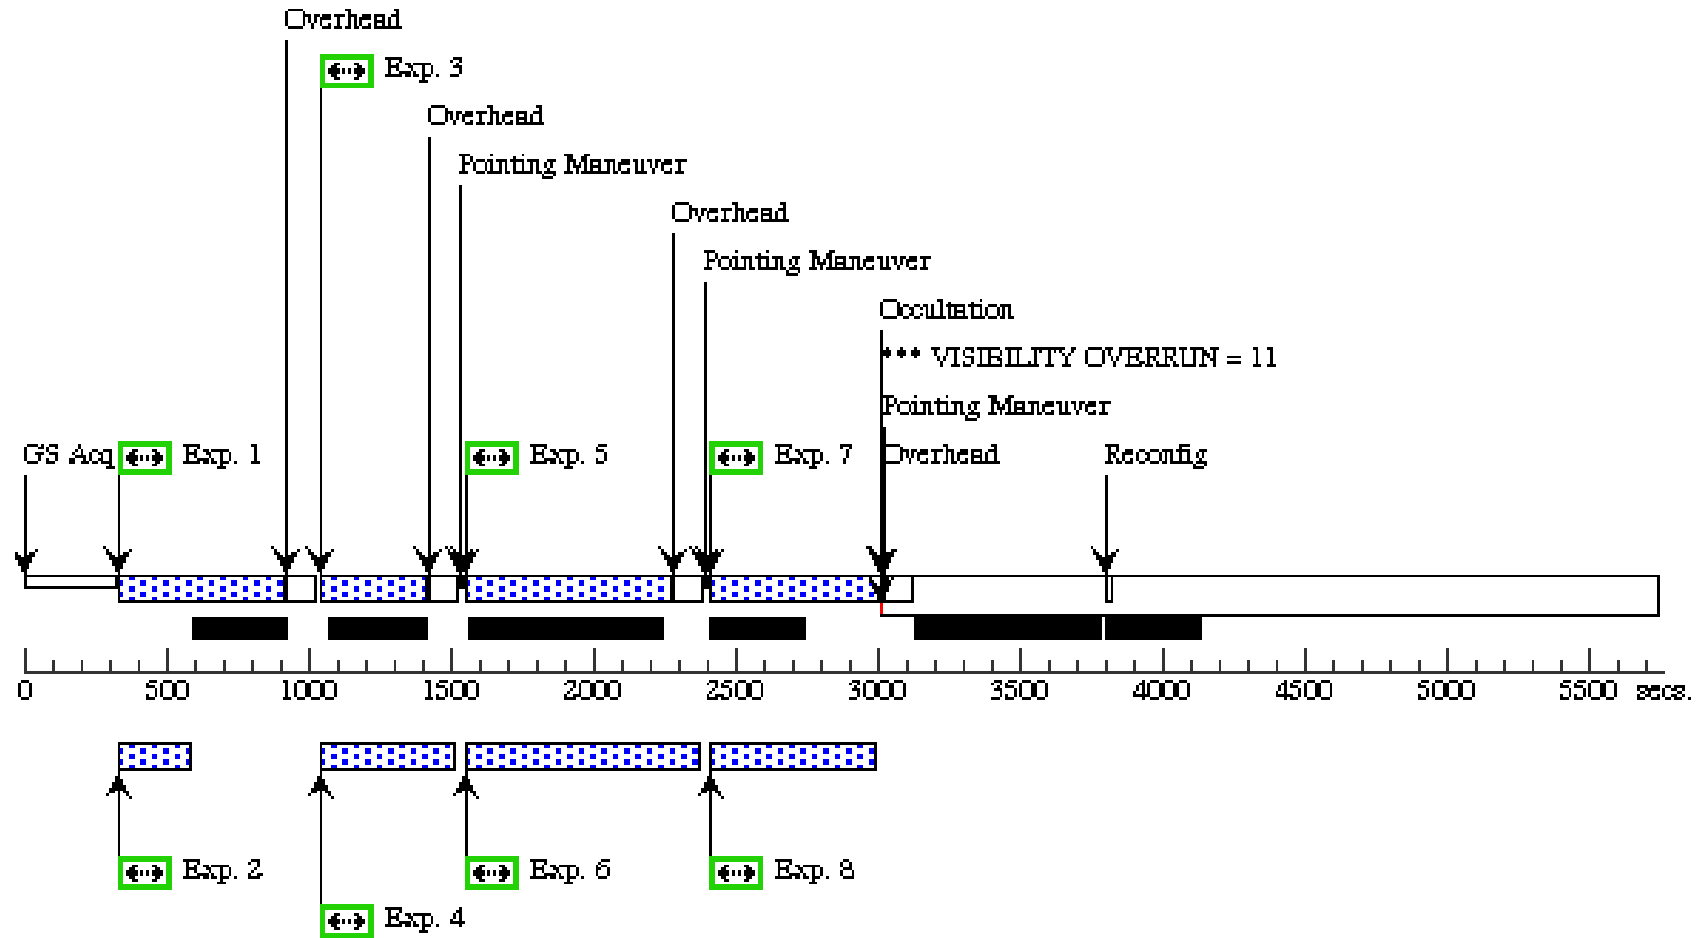 Overhead
Exp. 3
Overhead
Pointing Maneuver
Overhead
Pointing Maneuver
Occultation
*** VISIBILITY OVERRUN = 11
Pointing Maneuver
GS Acq Exp. 1 Exp. 5 Exp. 7 Overhead Reconfig
0 500 1000 1500 2000 2500 3000 3500 4000 4500 5000 5500 secs.
Exp. 2 Exp. 6 Exp. 8
Exp. 4